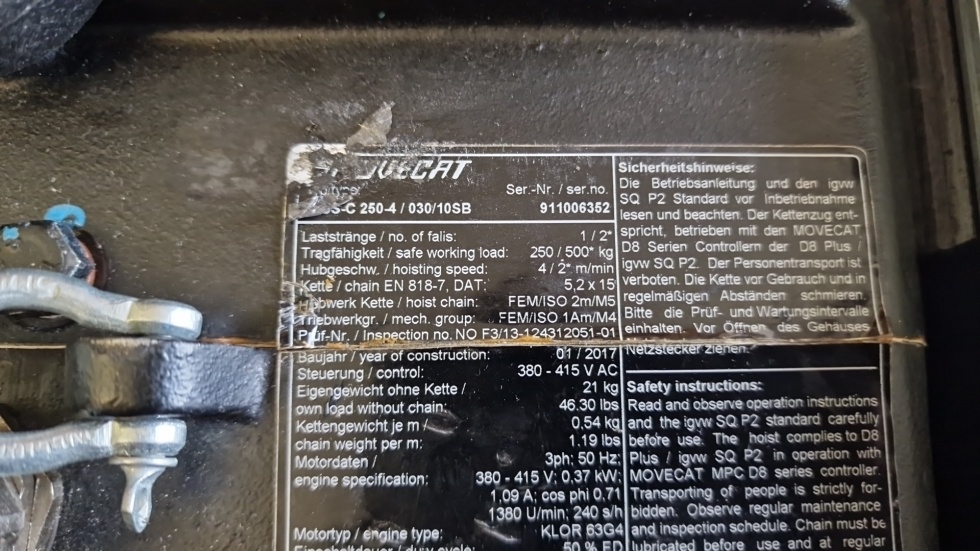 MOVECAT
Ser.-Nr. / ser.no.
-C 250-4 / 030/10SB 911006352
Laststränge / no. of falls: 1 / 2*
Tragfähigkeit / safe working load: 250 / 500* kg
Hubgeschw. / hoisting speed: 4 / 2* m/min
Kette / chain EN 818-7, DAT: 5,2 x 15
Hubwerk Kette / hoist chain: FEM/ISO 2m/M5
Triebwerkgr. / mech. group: FEM/ISO 1Am/M4
Prüf-Nr. / Inspection no. NO F3/13-124312051-01
Baujahr / year of construction: 01 / 2017
Steuerung / control: 380 - 415 V AC
Eigengewicht ohne Kette / 21 kg
own load without chain: 46.30 lbs
Kettengewicht je m / 0.54 kg
chain weight per m: 1.19 lbs
Motordaten / 3ph; 50 Hz;
engine specification: 380 - 415 V; 0,37 kW;
1,09 A; cos phi 0,71
1380 U/min; 240 s/h
Motortyp / engine type: KLOR 63G4
Einschaltdauer / duty cycle: 50 % ED
Sicherheitshinweise:
Die Betriebsanleitung und den igvw
SQ P2 Standard vor Inbetriebnahme
lesen und beachten. Der Kettenzug ent-
spricht, betrieben mit den MOVECAT
D8 Serien Controllern der D8 Plus /
igvw SQ P2. Der Personentransport ist
verboten. Die Kette vor Gebrauch und in
regelmäßigen Abständen schmieren.
Bitte die Prüf- und Wartungsintervalle
einhalten. Vor Öffnen des Gehäuses
Netzstecker ziehen.
Safety instructions:
Read and observe operation instructions
and the igvw SQ P2 standard carefully
before use. The hoist complies to D8
Plus / igvw SQ P2 in operation with
MOVECAT MPC D8 series controller.
Transporting of people is strictly for-
bidden. Observe regular maintenance
and inspection schedule. Chain must be
lubricated before use and at regular